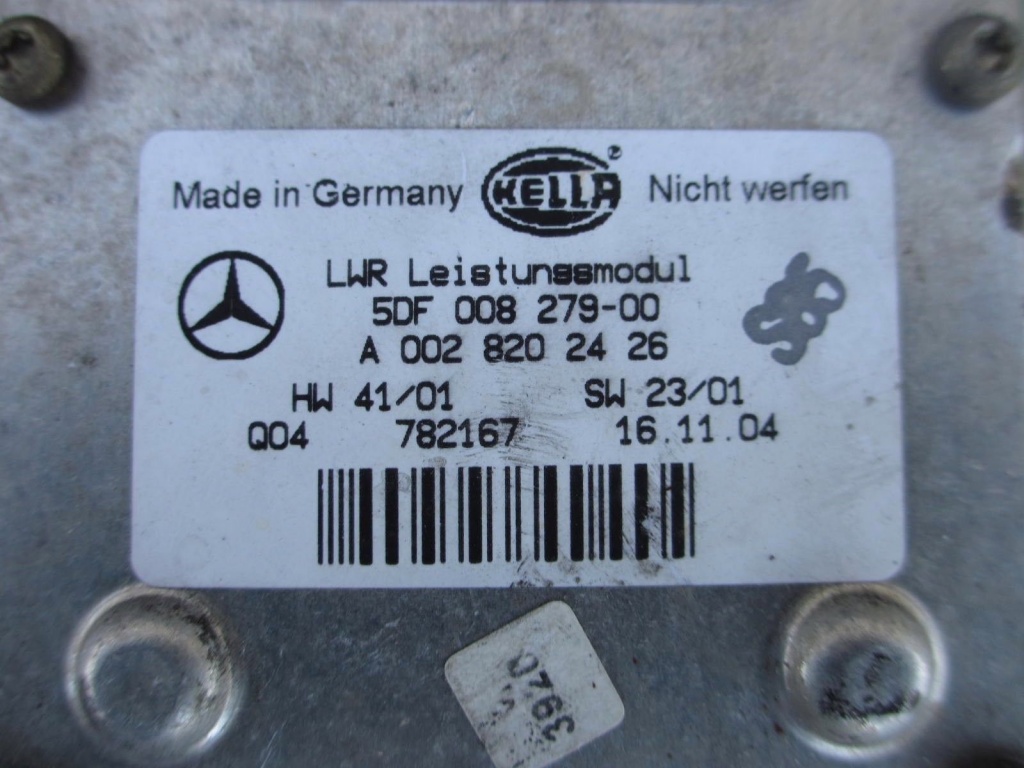 Made in Germany HELLA® Nicht werfen
LWR Leistungsmodul
5DF 008 279-00
A 002 820 24 26
HW 41/01 SW 23/01
Q04 782167 16.11.04
3920